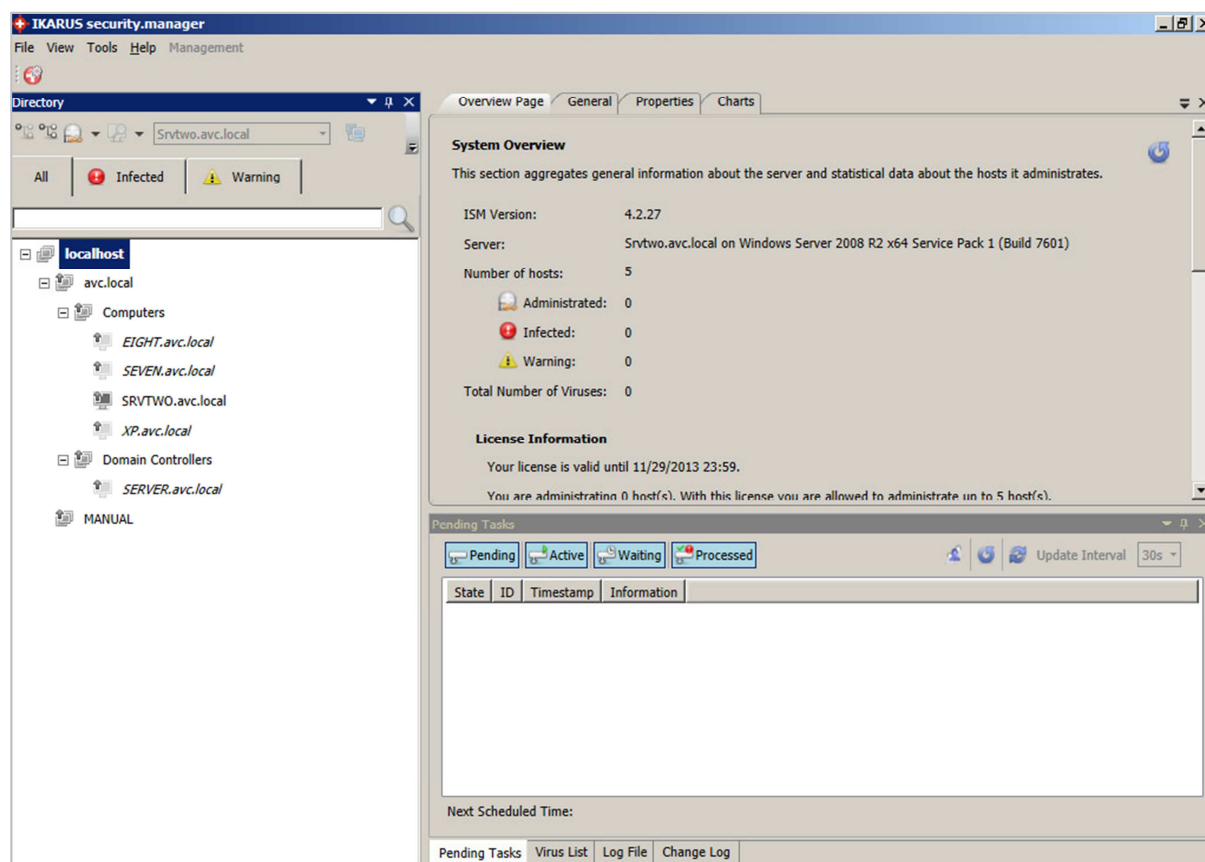 IKARUS security.manager
File View Tools Help Management
Directory
Srvtwo.avc.local
All Infected Warning
localhost
avc.local
Computers
EIGHT.avc.local
SEVEN.avc.local
SRVTWO.avc.local
XP.avc.local
Domain Controllers
SERVER.avc.local
MANUAL
Overview Page General Properties Charts
System Overview
This section aggregates general information about the server and statistical data about the hosts it administrates.
ISM Version: 4.2.27
Server: Srvtwo.avc.local on Windows Server 2008 R2 x64 Service Pack 1 (Build 7601)
Number of hosts: 5
Administrated: 0
Infected: 0
Warning: 0
Total Number of Viruses: 0
License Information
Your license is valid until 11/29/2013 23:59.
You are administrating 0 host(s). With this license you are allowed to administrate up to 5 host(s).
Pending Tasks
Pending Active Waiting Processed Update Interval 30s
State ID Timestamp Information
Next Scheduled Time:
Pending Tasks Virus List Log File Change Log